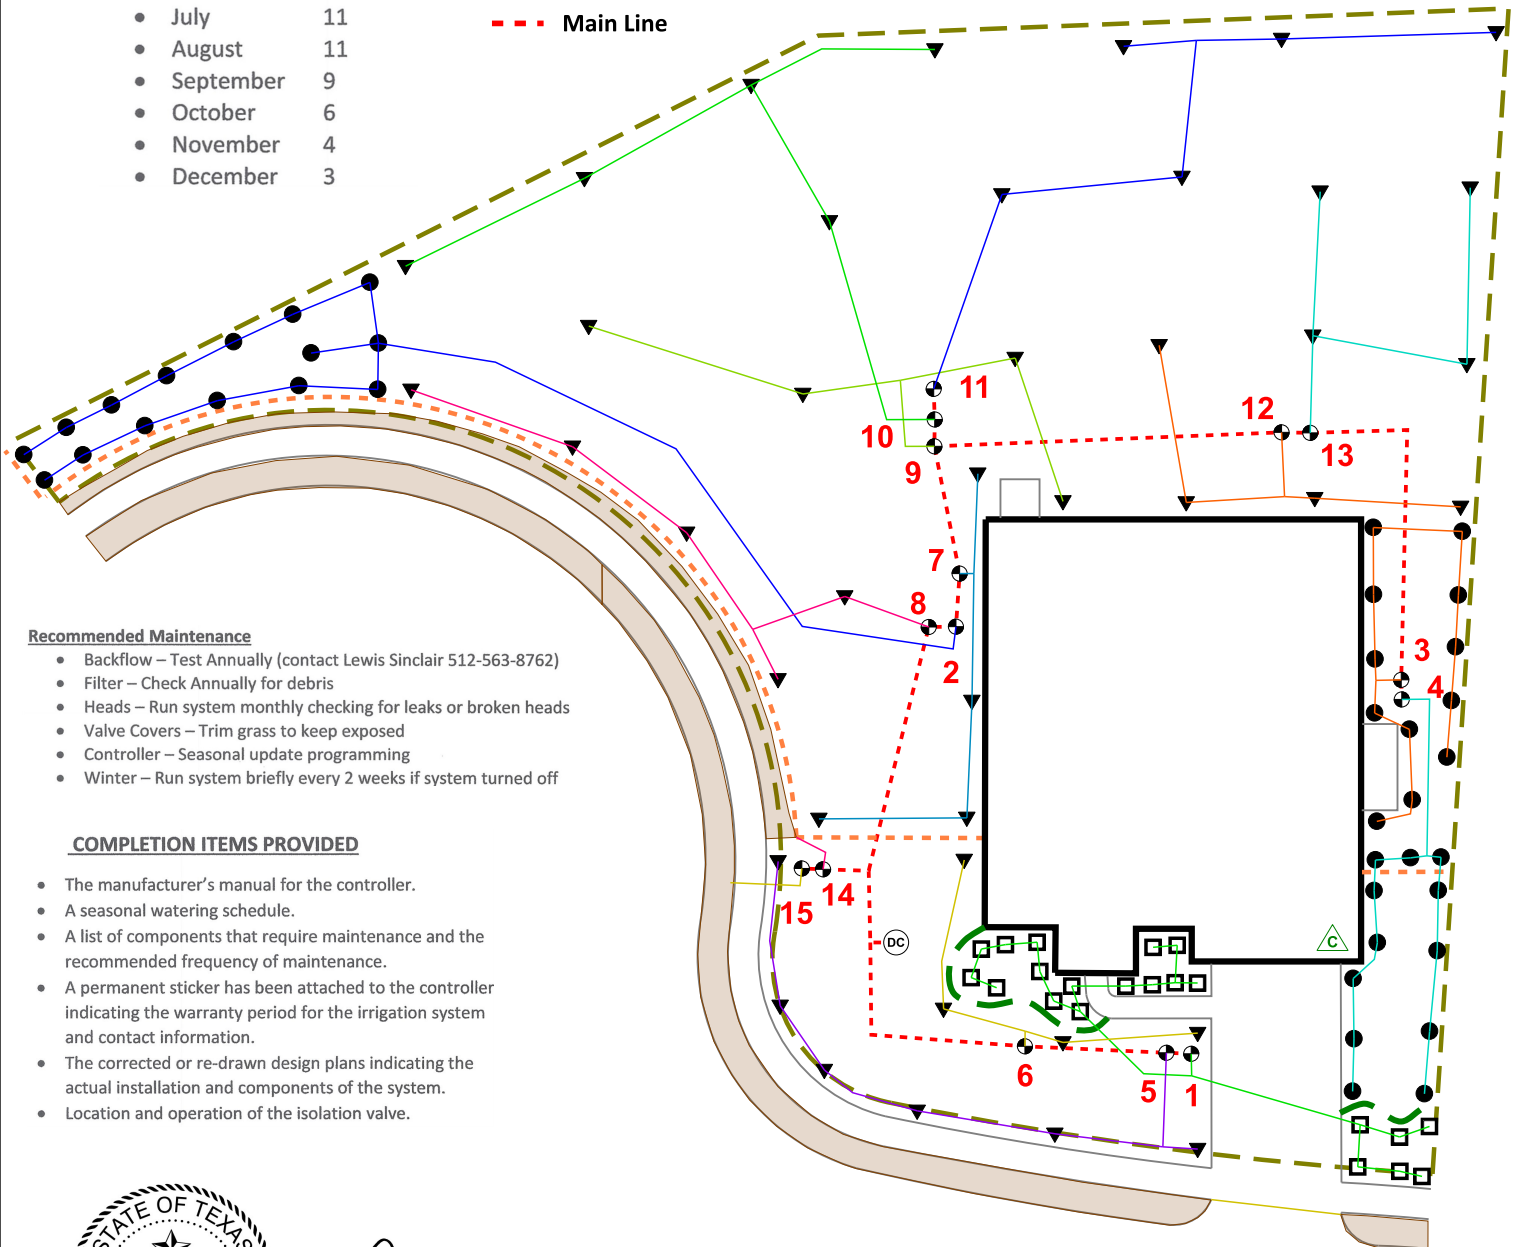 • July 11
• August 11
• September 9
• October 6
• November 4
• December 3
Main Line
11
10
9
12
13
7
8
2
3
4
14
15
DC
C
6
5
1
Recommended Maintenance
• Backflow – Test Annually (contact Lewis Sinclair 512-563-8762)
• Filter – Check Annually for debris
• Heads – Run system monthly checking for leaks or broken heads
• Valve Covers – Trim grass to keep exposed
• Controller – Seasonal update programming
• Winter – Run system briefly every 2 weeks if system turned off
COMPLETION ITEMS PROVIDED
• The manufacturer's manual for the controller.
• A seasonal watering schedule.
• A list of components that require maintenance and the
recommended frequency of maintenance.
• A permanent sticker has been attached to the controller
indicating the warranty period for the irrigation system
and contact information.
• The corrected or re-drawn design plans indicating the
actual installation and components of the system.
• Location and operation of the isolation valve.
STATE OF TEXAS